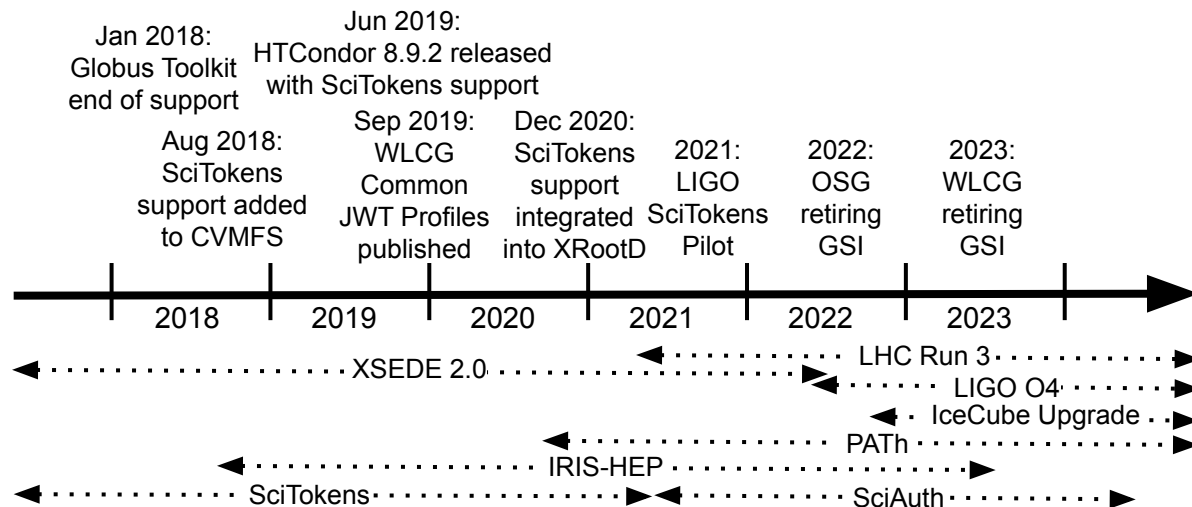 Jan 2018:
Globus Toolkit
end of support
Jun 2019:
HTCondor 8.9.2 released
with SciTokens support
Aug 2018:
SciTokens
support added
to CVMFS
Sep 2019:
WLCG
Common
JWT Profiles
published
Dec 2020:
SciTokens
support
integrated
into XRootD
2021:
LIGO
SciTokens
Pilot
2022:
OSG
retiring
GSI
2023:
WLCG
retiring
GSI
2018 2019 2020 2021 2022 2023
LHC Run 3
XSEDE 2.0
LIGO O4
IceCube Upgrade
PATh
IRIS-HEP
SciTokens SciAuth